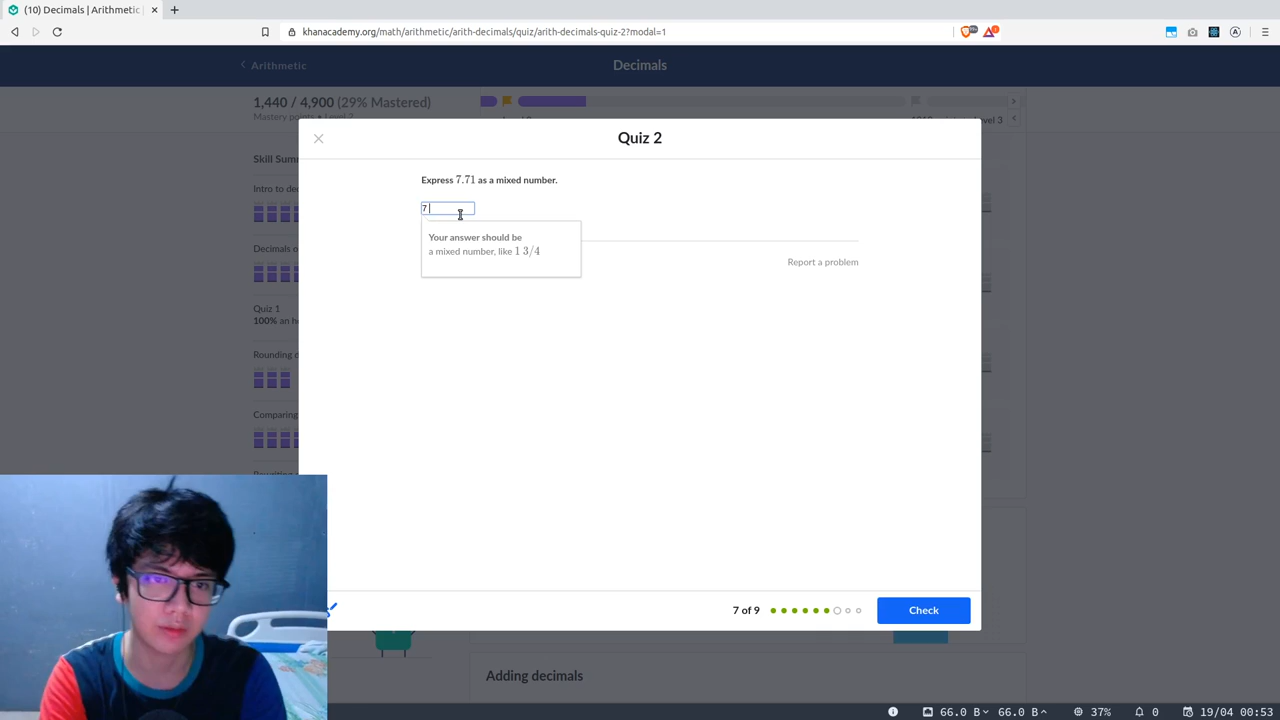 (10) Decimals | Arithmetic
khanacademy.org/math/arithmetic/arith-decimals/quiz/arith-decimals-quiz-2?modal=1
Arithmetic
Decimals
1,440 / 4,900 (29% Mastered)
Skill Summ
Intro to dec
Decimals o
Quiz 1
100% an h
Rounding d
Comparing
Quiz 2
Express 7.71 as a mixed number.
7
Your answer should be
a mixed number, like 1 3/4
Report a problem
7 of 9
Check
Adding decimals
66.0 B 66.0 B 37% 0 19/04 00:53